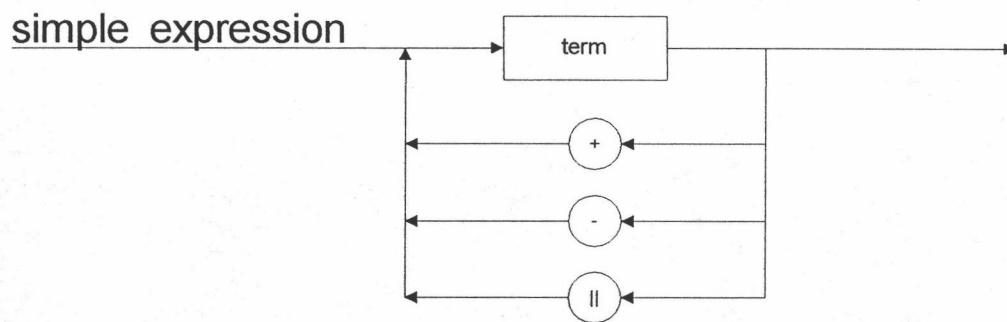 simple expression
term
+
-
||